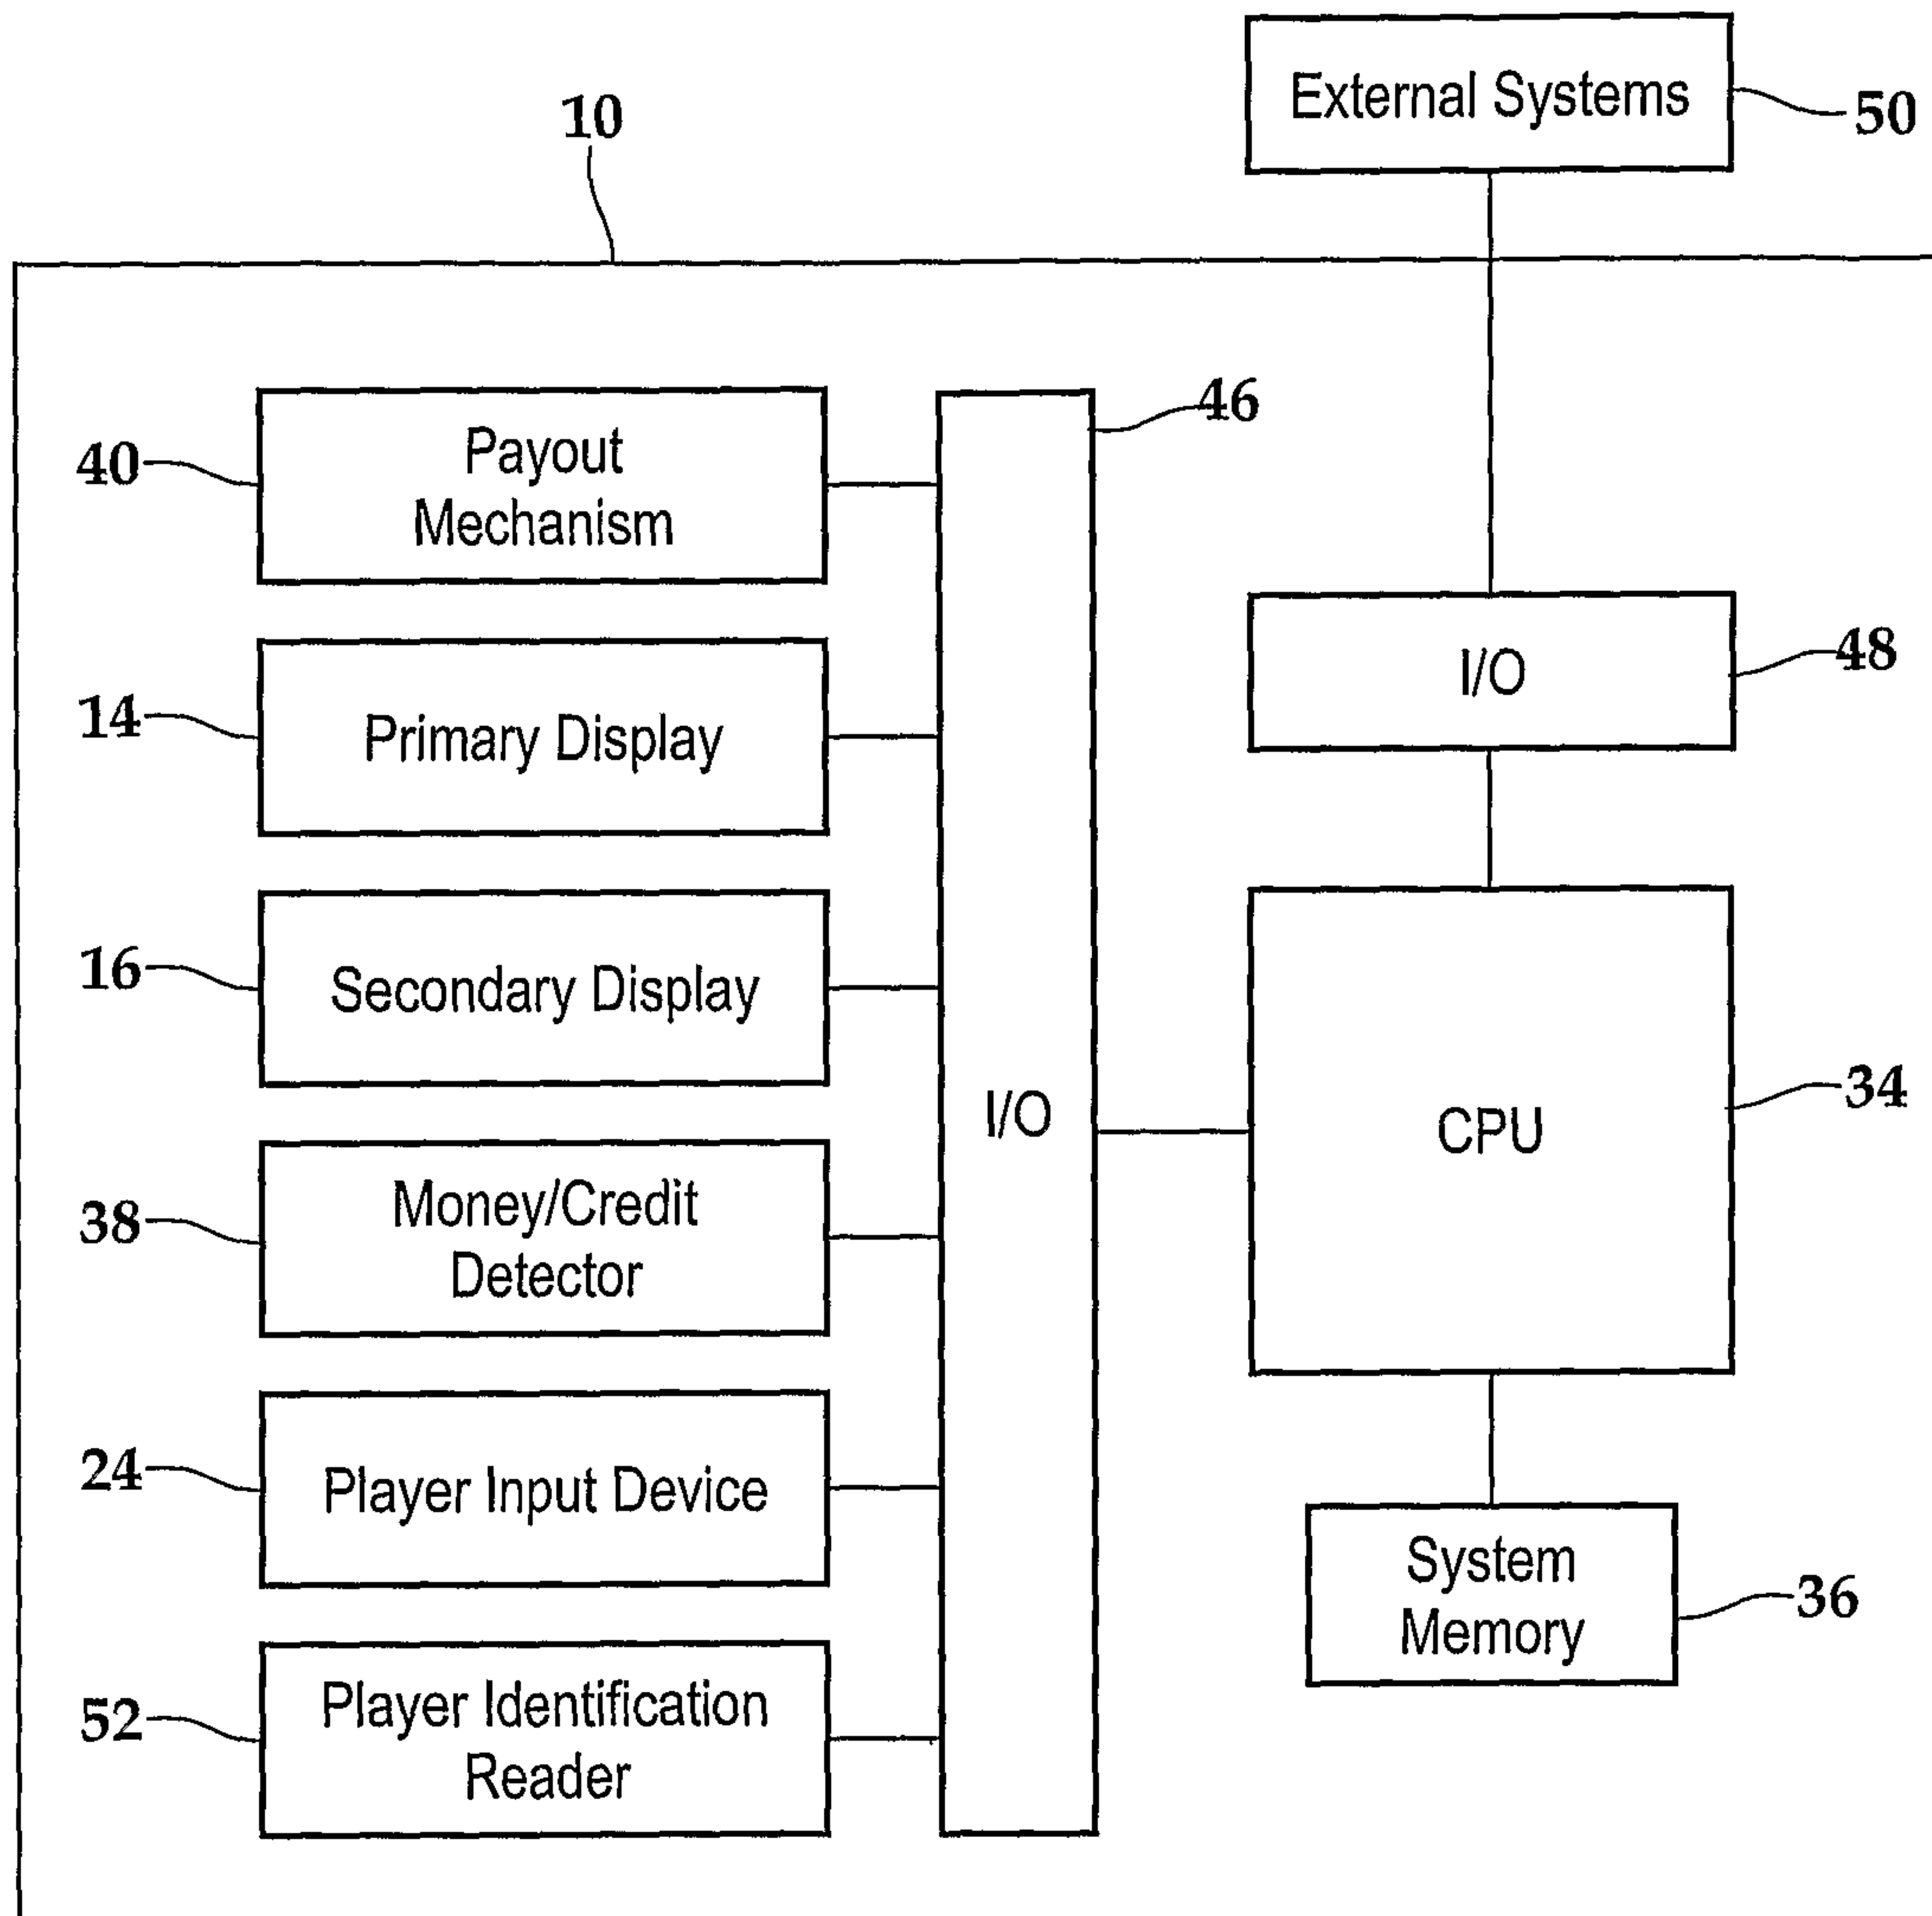 External Systems
50
10
46
40
Payout
Mechanism
I/O
48
14
Primary Display
16
Secondary Display
I/O
34
CPU
38
Money/Credit
Detector
24
Player Input Device
System
Memory
36
52
Player Identification
Reader